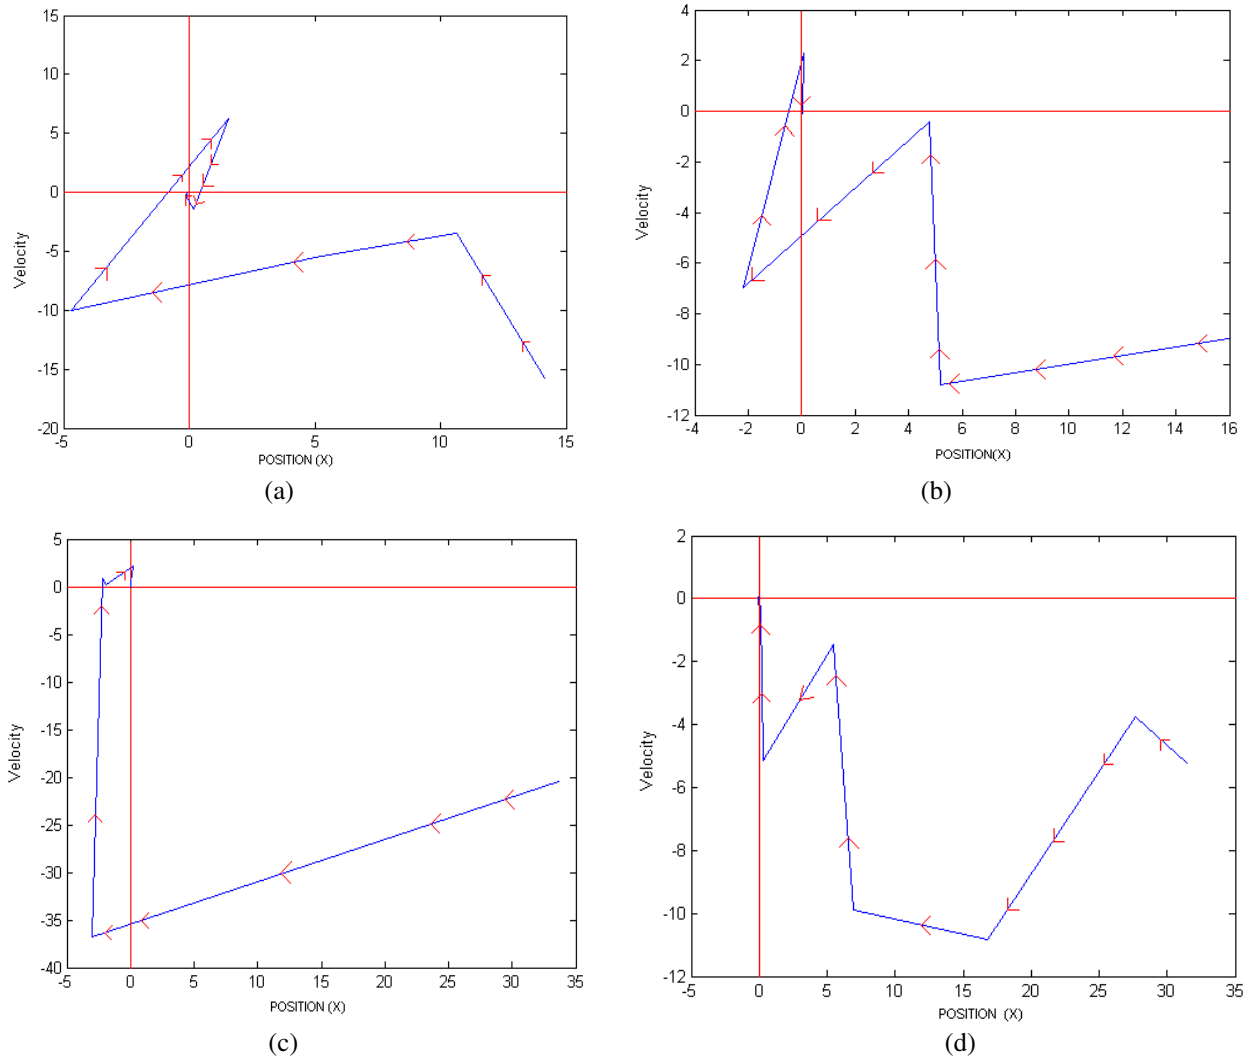 15
10
5
0
-5
-10
-15
-20
Velocity
-5 0 5 10 15
POSITION (X)
(a)
4
2
0
-2
-4
-6
-8
-10
-12
Velocity
-4 -2 0 2 4 6 8 10 12 14 16
POSITION(X)
(b)
5
0
-5
-10
-15
-20
-25
-30
-35
-40
Velocity
-5 0 5 10 15 20 25 30 35
POSITION (X)
(c)
2
0
-2
-4
-6
-8
-10
-12
Velocity
-5 0 5 10 15 20 25 30 35
POSITION (X)
(d)